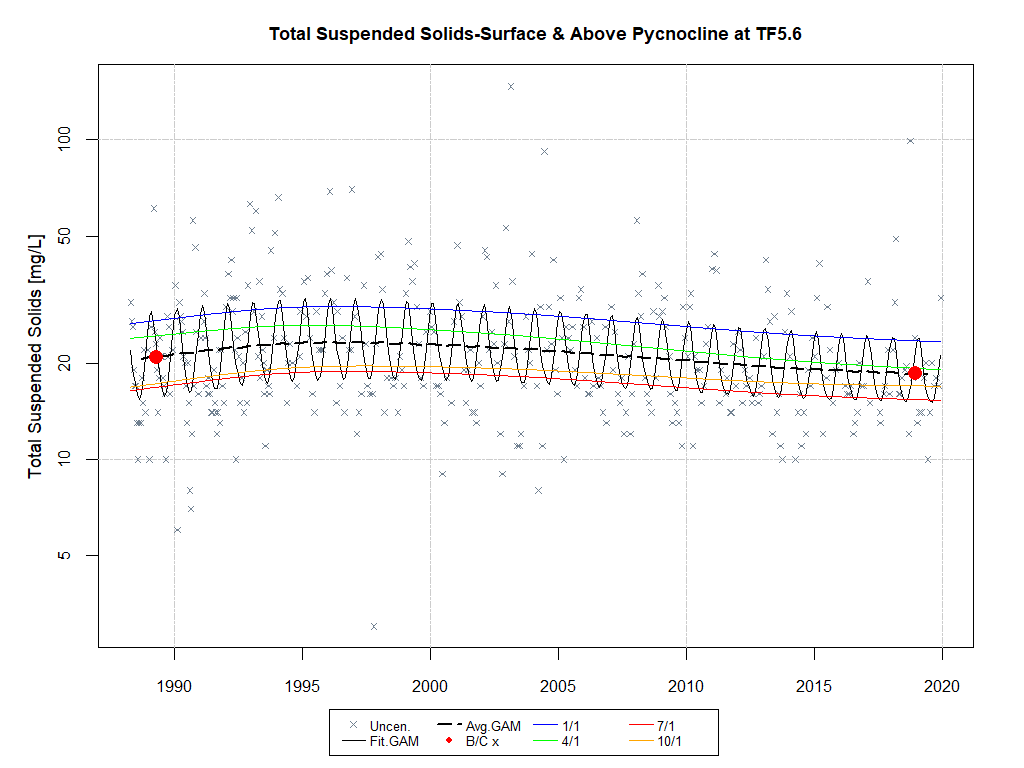 Total Suspended Solids-Surface & Above Pycnocline at TF5.6
Total Suspended Solids [mg/L]
100
50
20
10
5
1990 1995 2000 2005 2010 2015 2020
Uncen. Avg.GAM 1/1 7/1
Fit.GAM B/C x 4/1 10/1